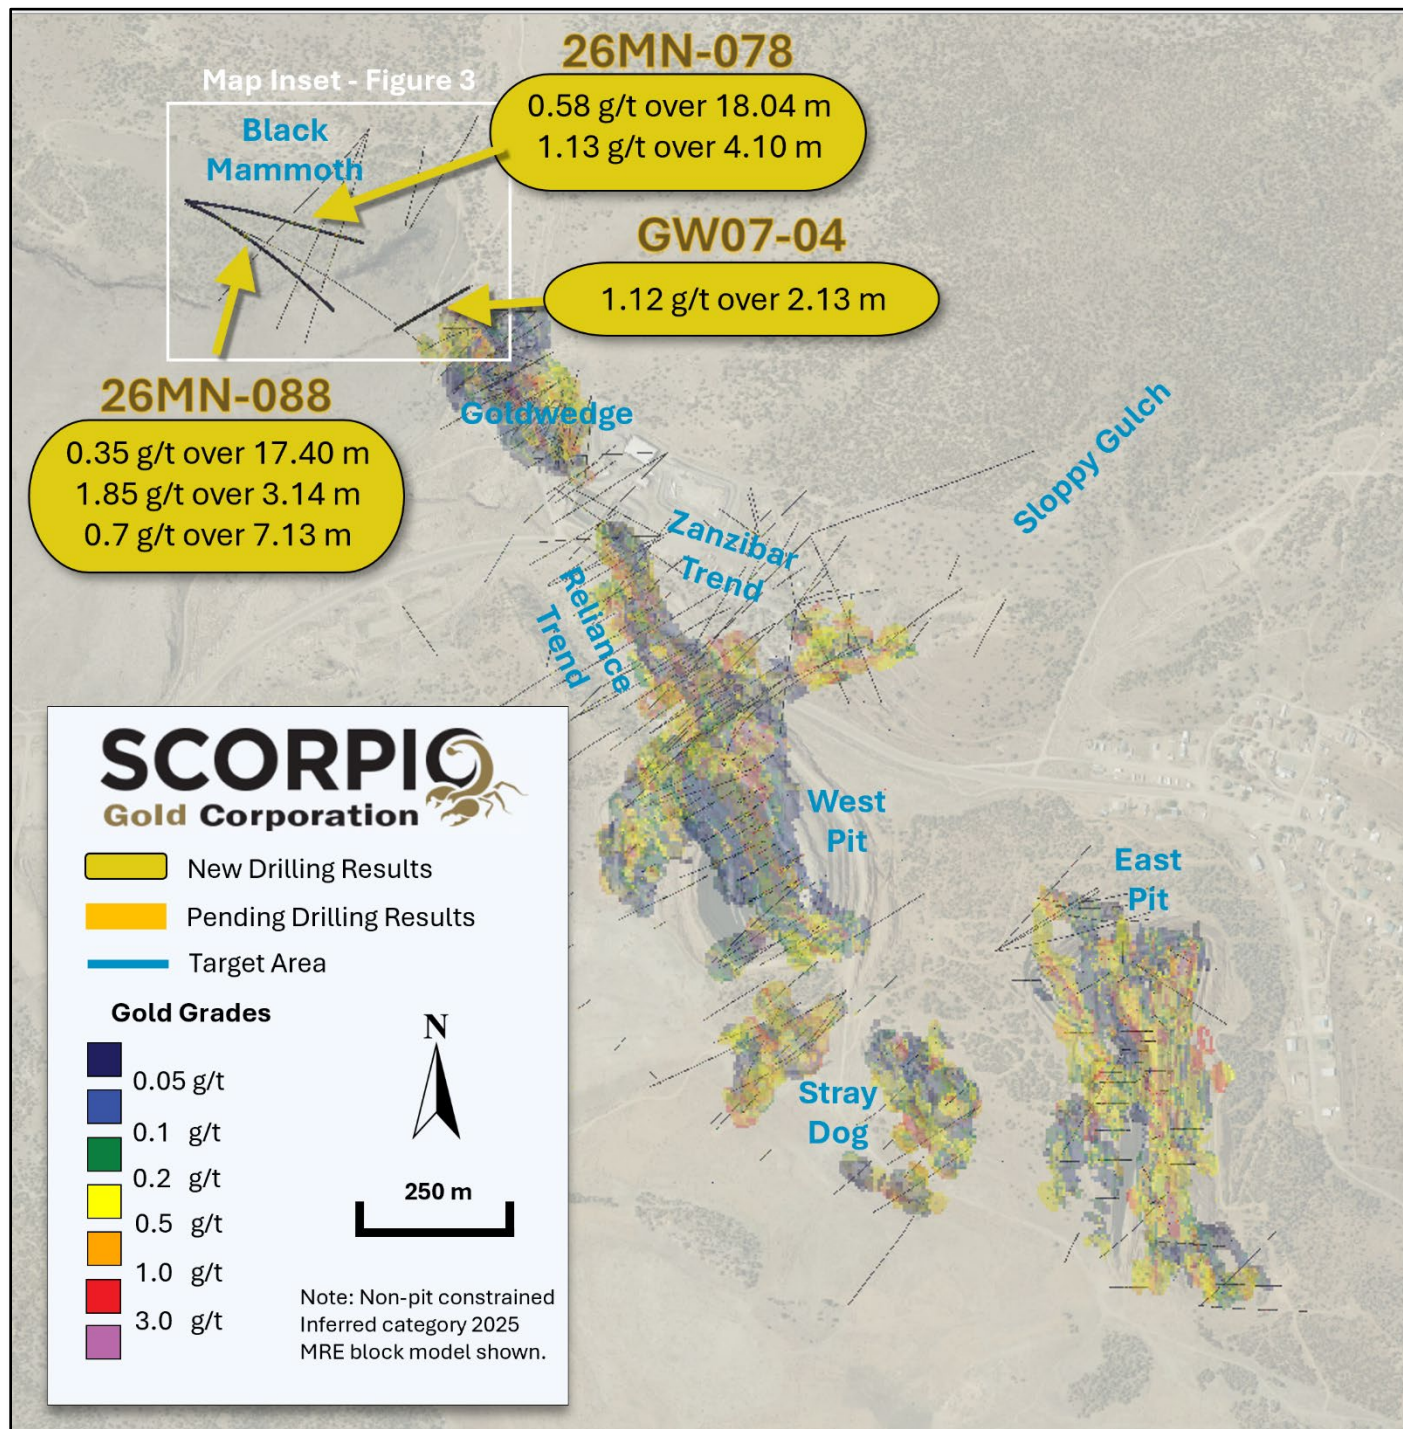 26MN-078
0.58 g/t over 18.04 m
1.13 g/t over 4.10 m
Map Inset - Figure 3
Black
Mammoth
GW07-04
1.12 g/t over 2.13 m
26MN-088
0.35 g/t over 17.40 m
1.85 g/t over 3.14 m
0.7 g/t over 7.13 m
Goldwedge
Sloppy Gulch
Zanzibar
Trend
Reliance
Trend
West
Pit
East
Pit
Stray
Dog
SCORPIO
Gold Corporation
New Drilling Results
Pending Drilling Results
Target Area
Gold Grades
0.05 g/t
0.1 g/t
0.2 g/t
0.5 g/t
1.0 g/t
3.0 g/t
N
250 m
Note: Non-pit constrained
Inferred category 2025
MRE block model shown.